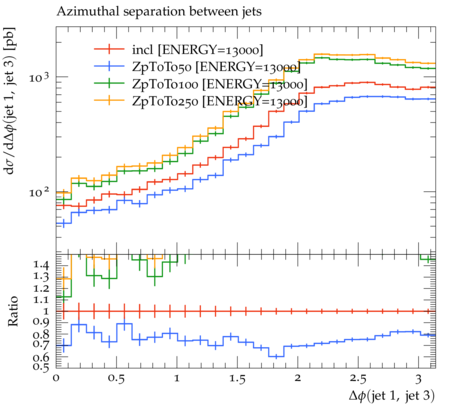 Azimuthal separation between jets
dσ/dΔϕ(jet 1, jet 3) [pb]
incl [ENERGY=13000]
ZpToTo50 [ENERGY=13000]
ZpToTo100 [ENERGY=13000]
ZpToTo250 [ENERGY=13000]
10³
10²
Ratio
1.4
1.3
1.2
1.1
1
0.9
0.8
0.7
0.6
0.5
0 0.5 1 1.5 2 2.5 3
Δϕ(jet 1, jet 3)